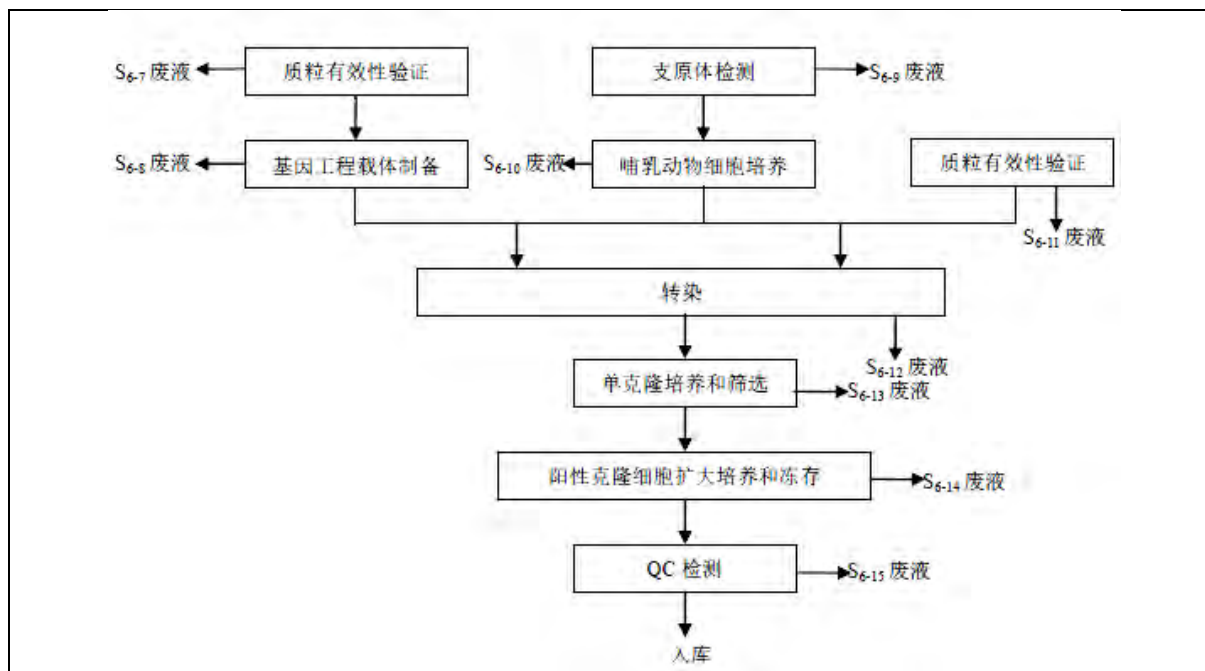 S6-7 废液
质粒有效性验证
支原体检测
S6-9 废液
S6-8 废液
基因工程载体制备
S6-10 废液
哺乳动物细胞培养
质粒有效性验证
S6-11 废液
转染
S6-12 废液
单克隆培养和筛选
S6-13 废液
阳性克隆细胞扩大培养和冻存
S6-14 废液
QC 检测
S6-15 废液
入库